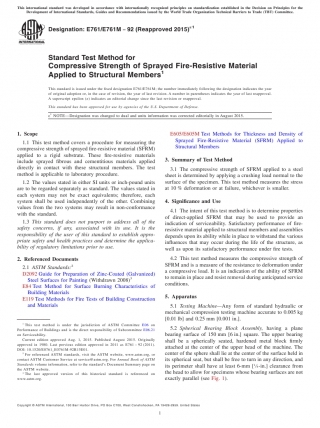 This international standard was developed in accordance with internationally recognized principles on standardization established in the Decision on Principles for the
Development of International Standards, Guides and Recommendations issued by the World Trade Organization Technical Barriers to Trade (TBT) Committee.
Designation: E761/E761M − 92 (Reapproved 2015)ε1
Standard Test Method for
Compressive Strength of Sprayed Fire-Resistive Material
Applied to Structural Members1
This standard is issued under the fixed designation E761/E761M; the number immediately following the designation indicates the year
of original adoption or, in the case of revision, the year of last revision. A number in parentheses indicates the year of last reapproval.
A superscript epsilon (ε) indicates an editorial change since the last revision or reapproval.
This standard has been approved for use by agencies of the U.S. Department of Defense.
ε1 NOTE—Designation was changed to dual and units information was corrected editorially in August 2015.
1. Scope
1.1 This test method covers a procedure for measuring the
compressive strength of sprayed fire-resistive material (SFRM)
applied to a rigid substrate. These fire-resistive materials
include sprayed fibrous and cementitious materials applied
directly in contact with these structural members. The test
method is applicable to laboratory procedure.
1.2 The values stated in either SI units or inch-pound units
are to be regarded separately as standard. The values stated in
each system may not be exact equivalents; therefore, each
system shall be used independently of the other. Combining
values from the two systems may result in non-conformance
with the standard.
1.3 This standard does not purport to address all of the
safety concerns, if any, associated with its use. It is the
responsibility of the user of this standard to establish appro-
priate safety and health practices and determine the applica-
bility of regulatory limitations prior to use.
2. Referenced Documents
2.1 ASTM Standards:2
D2092 Guide for Preparation of Zinc-Coated (Galvanized)
Steel Surfaces for Painting (Withdrawn 2008)3
E84 Test Method for Surface Burning Characteristics of
Building Materials
E119 Test Methods for Fire Tests of Building Construction
and Materials
1 This test method is under the jurisdiction of ASTM Committee E06 on
Performance of Buildings and is the direct responsibility of Subcommittee E06.21
on Serviceability.
Current edition approved Aug. 1, 2015. Published August 2015. Originally
approved in 1980. Last previous edition approved in 2011 as E761 – 92 (2011)
2 For referenced ASTM standards, visit the ASTM website, www.astm.org, or
contact ASTM Customer Service at service@astm.org. For Annual Book of ASTM
Standards volume information, refer to the standard's Document Summary page on
the ASTM website.
3 The last approved version of this historical standard is referenced on
www.astm.org.
E605/E605M Test Methods for Thickness and Density of
Sprayed Fire-Resistive Material (SFRM) Applied to
Structural Members
3. Summary of Test Method
3.1 The compressive strength of SFRM applied to a steel
sheet is determined by applying a crushing load normal to the
surface of the specimen. This test method measures the stress
at 10 % deformation or at failure, whichever is smaller.
4. Significance and Use
4.1 The intent of this test method is to determine properties
of direct-applied SFRM that may be used to provide an
indication of serviceability. Satisfactory performance of fire-
resistive material applied to structural members and assemblies
depends upon its ability while in place to withstand the various
influences that may occur during the life of the structure, as
well as upon its satisfactory performance under fire tests.
4.2 This test method measures the compressive strength of
SFRM and is a measure of the resistance to deformation under
a compressive load. It is an indication of the ability of SFRM
to remain in place and resist removal during anticipated service
conditions.
5. Apparatus
5.1 Testing Machine—Any form of standard hydraulic or
mechanical compression testing machine accurate to 0.005 kg
[0.01 lb] and 0.25 mm [0.001 in.].
5.2 Spherical Bearing Block Assembly, having a plane
bearing surface of 150 mm [6 in.] square. The upper bearing
shall be a spherically seated, hardened metal block firmly
attached at the center of the upper head of the machine. The
center of the sphere shall lie at the center of the surface held in
its spherical seat, but shall be free to turn in any direction, and
its perimeter shall have at least 6-mm [1/4-in.] clearance from
the head to allow for specimens whose bearing surfaces are not
exactly parallel (see Fig. 1).
Copyright © ASTM International, 100 Barr Harbor Drive, PO Box C700, West Conshohocken, PA 19428-2959. United States
1